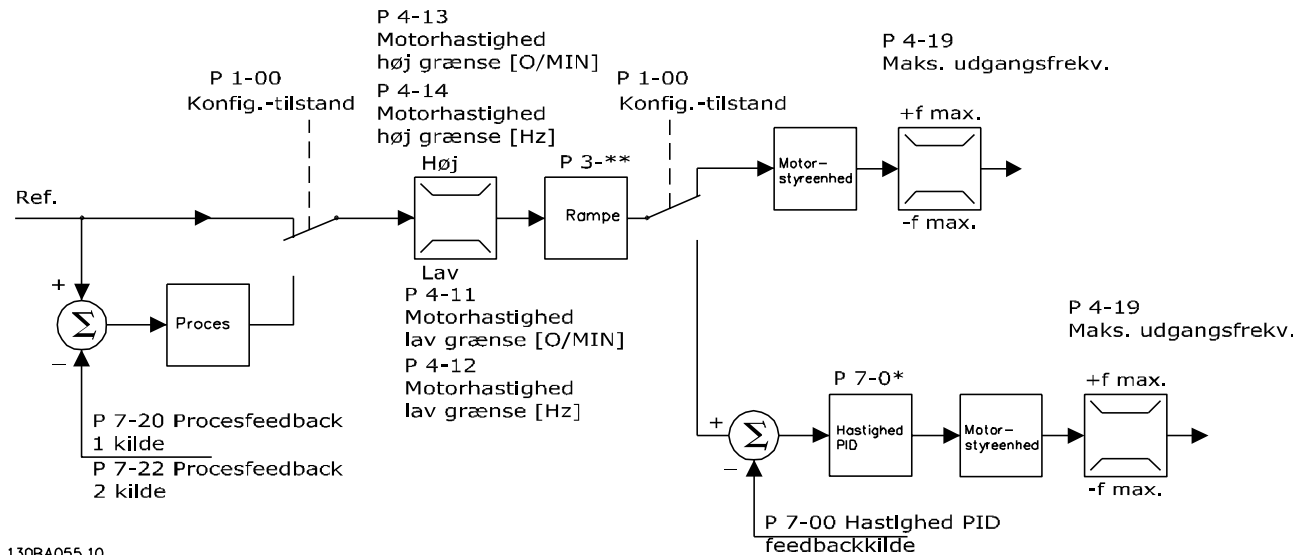 P 4-13
Motorhastighed
høj grænse [O/MIN]
P 4-14
Motorhastighed
høj grænse [Hz]
P 1-00
Konfig.-tilstand
P 1-00
Konfig.-tilstand
P 4-19
Maks. udgangsfrekv.
Høj
P 3-**
+f max.
Motor-
styreenhed
-f max.
Ref.
Rampe
Lav
P 4-11
Motorhastighed
lav grænse [O/MIN]
P 4-12
Motorhastighed
lav grænse [Hz]
+
Σ
−
Proces
P 7-20 Procesfeedback
1 kilde
P 7-22 Procesfeedback
2 kilde
P 4-19
Maks. udgangsfrekv.
P 7-0*
+f max.
+
Σ
−
Hastighed
PID
Motor-
styreenhed
-f max.
P 7-00 Hastighed PID
feedbackkilde
130BA055.10